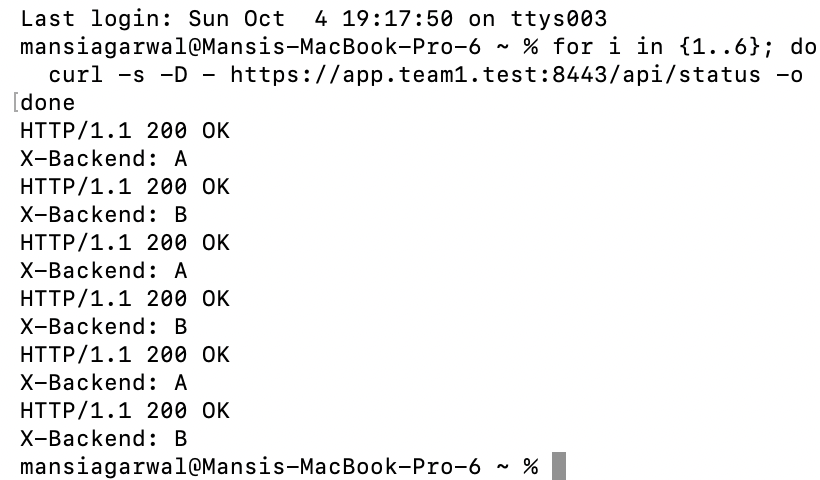 Last login: Sun Oct  4 19:17:50 on ttys003
mansiagarwal@Mansis-MacBook-Pro-6 ~ % for i in {1..6}; do
  curl -s -D - https://app.team1.test:8443/api/status -o
[done
HTTP/1.1 200 OK
X-Backend: A
HTTP/1.1 200 OK
X-Backend: B
HTTP/1.1 200 OK
X-Backend: A
HTTP/1.1 200 OK
X-Backend: B
HTTP/1.1 200 OK
X-Backend: A
HTTP/1.1 200 OK
X-Backend: B
mansiagarwal@Mansis-MacBook-Pro-6 ~ %